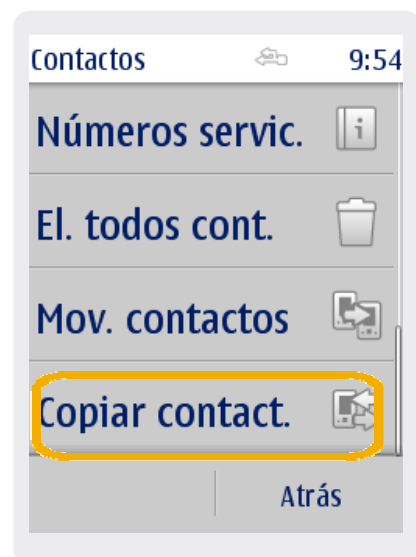 Contactos 9:54
Números servic.
El. todos cont.
Mov. contactos
Copiar contact.
Atrás